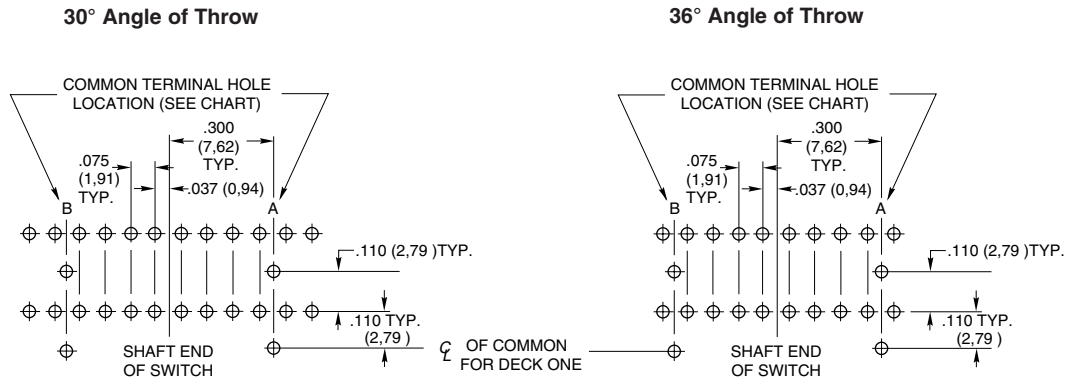 30° Angle of Throw
COMMON TERMINAL HOLE
LOCATION (SEE CHART)
.300
(7,62)
TYP.
.075
(1,91)
TYP.
.037 (0,94)
B
A
.110 (2,79 )TYP.
.110 TYP.
(2,79 )
SHAFT END
OF SWITCH
℄ OF COMMON
FOR DECK ONE
36° Angle of Throw
COMMON TERMINAL HOLE
LOCATION (SEE CHART)
.300
(7,62)
TYP.
.075
(1,91)
TYP.
.037 (0,94)
B
A
.110 (2,79 )TYP.
.110 TYP.
(2,79 )
SHAFT END
OF SWITCH